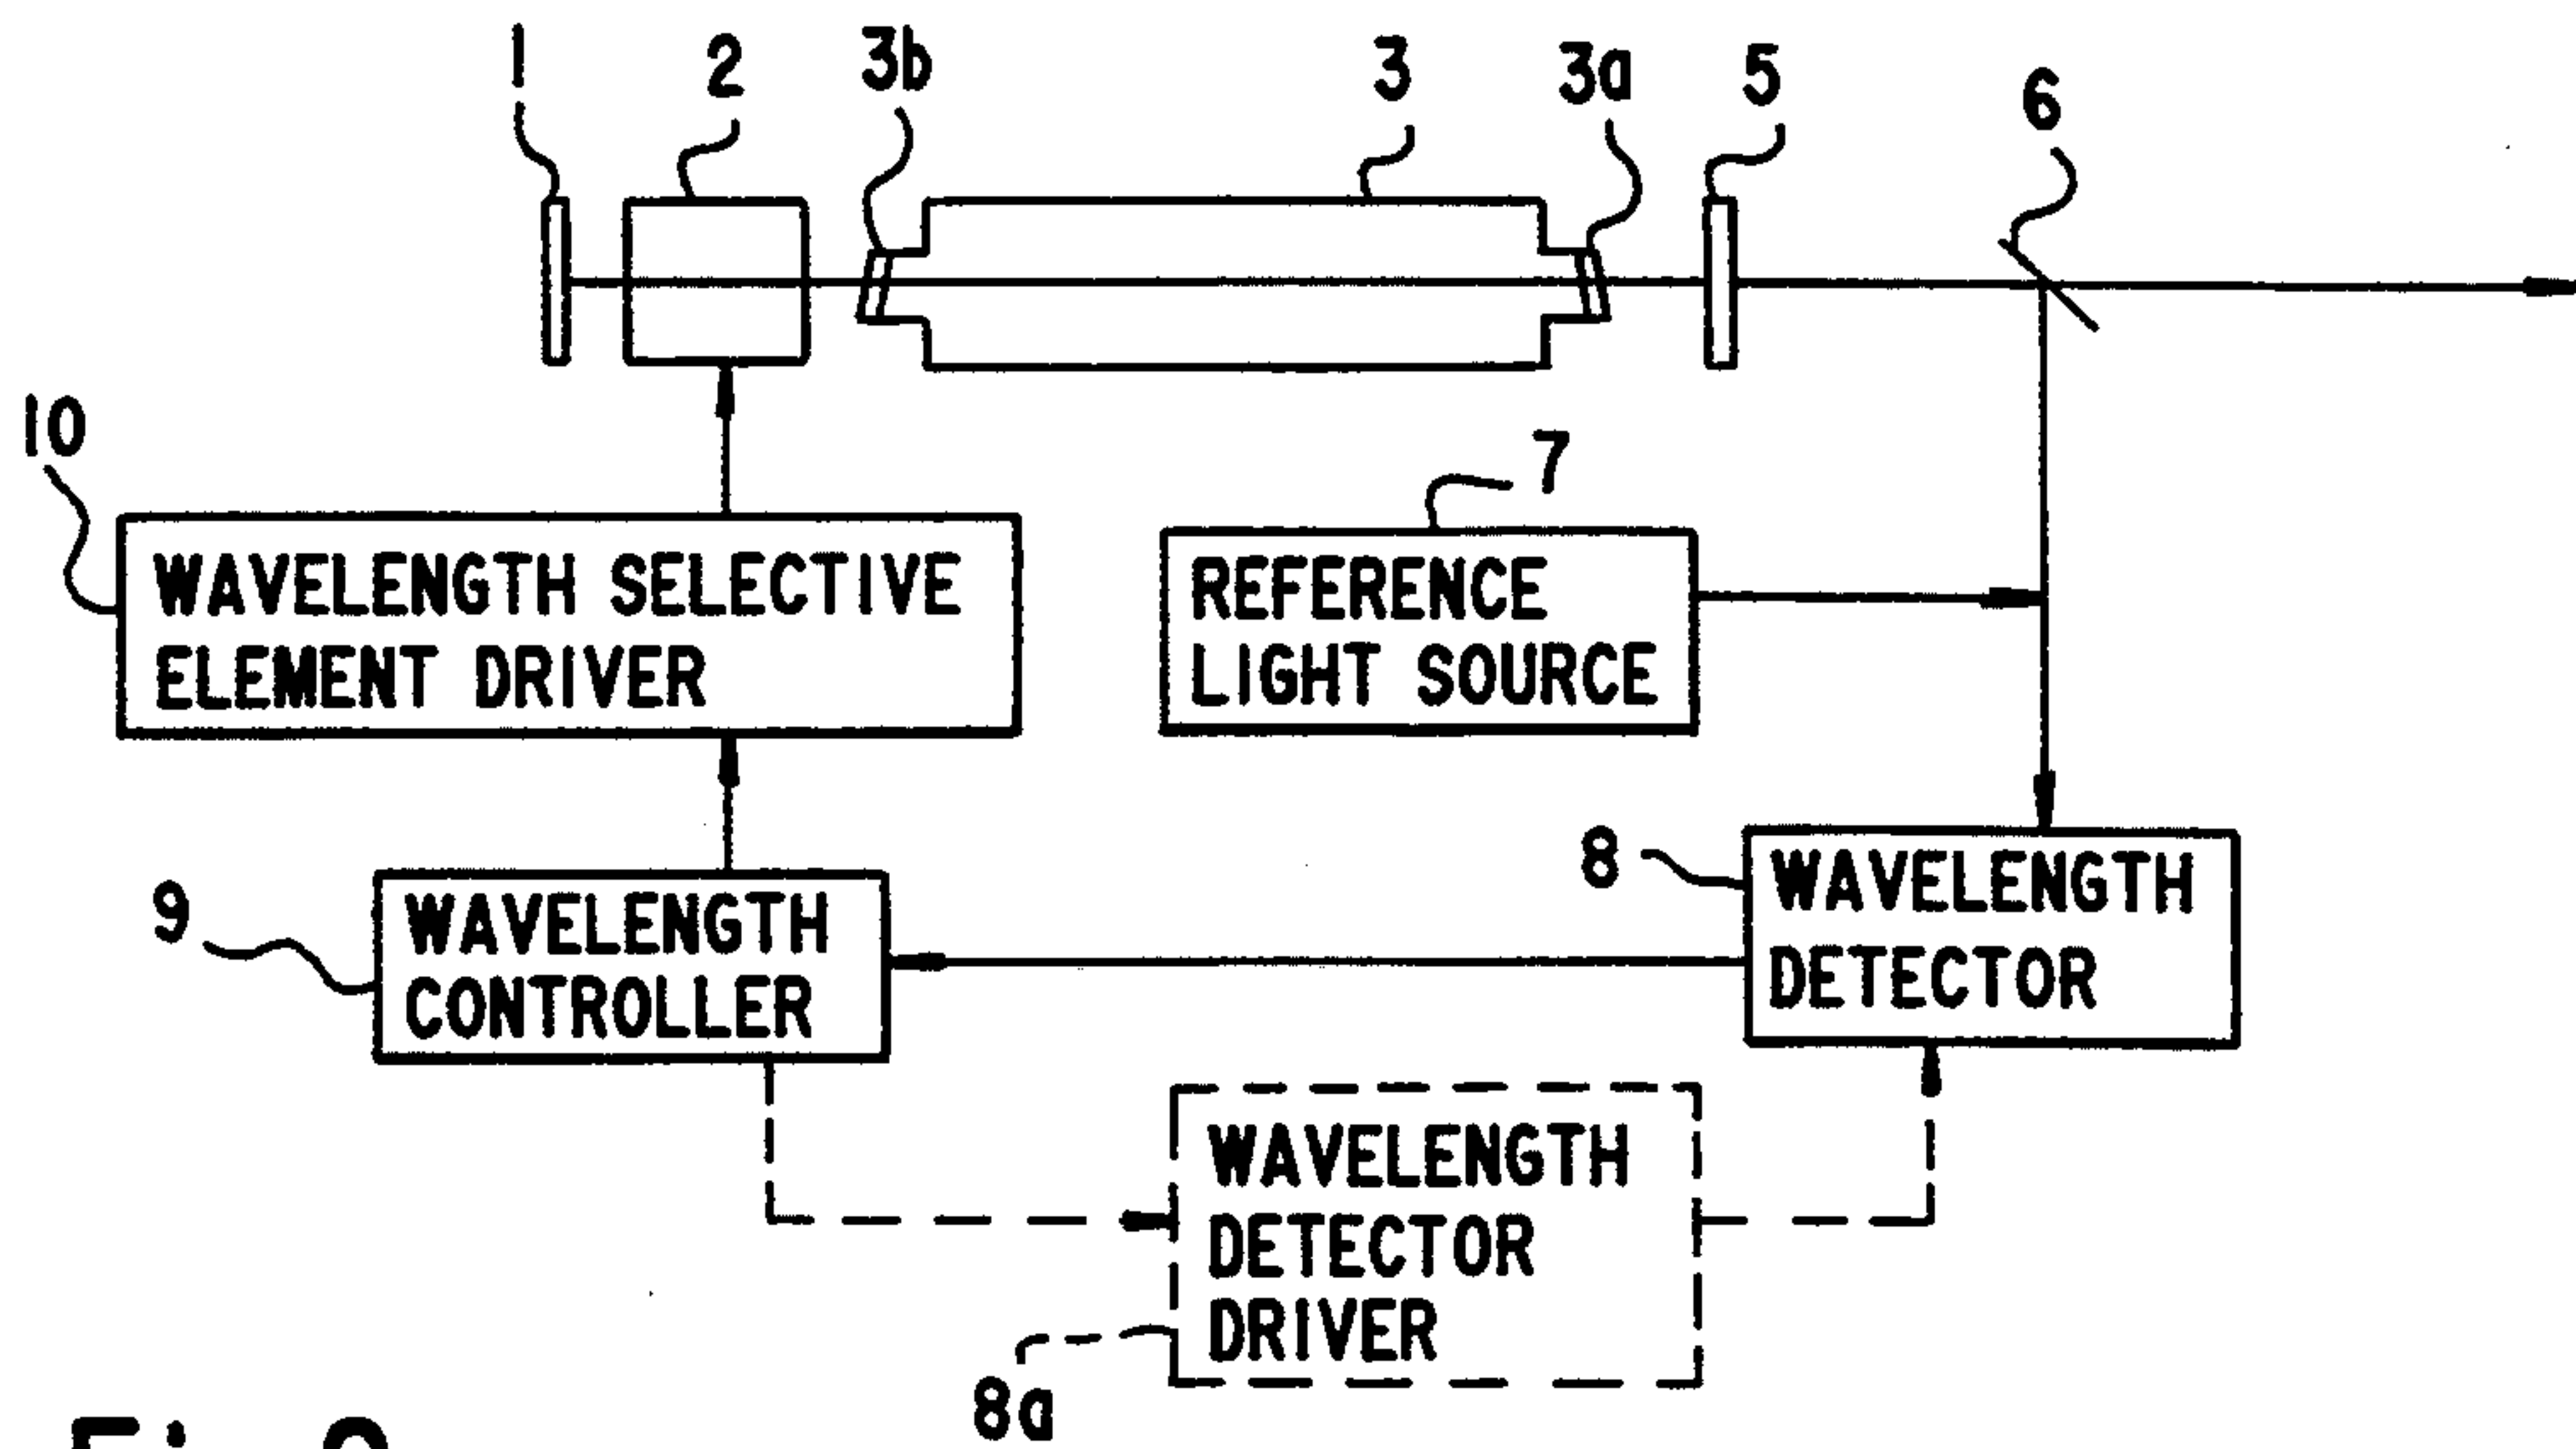 1
2
3b
3
3a
5
6
10
7
WAVELENGTH SELECTIVE
ELEMENT DRIVER
REFERENCE
LIGHT SOURCE
8
WAVELENGTH
DETECTOR
9
WAVELENGTH
CONTROLLER
WAVELENGTH
DETECTOR
DRIVER
8a